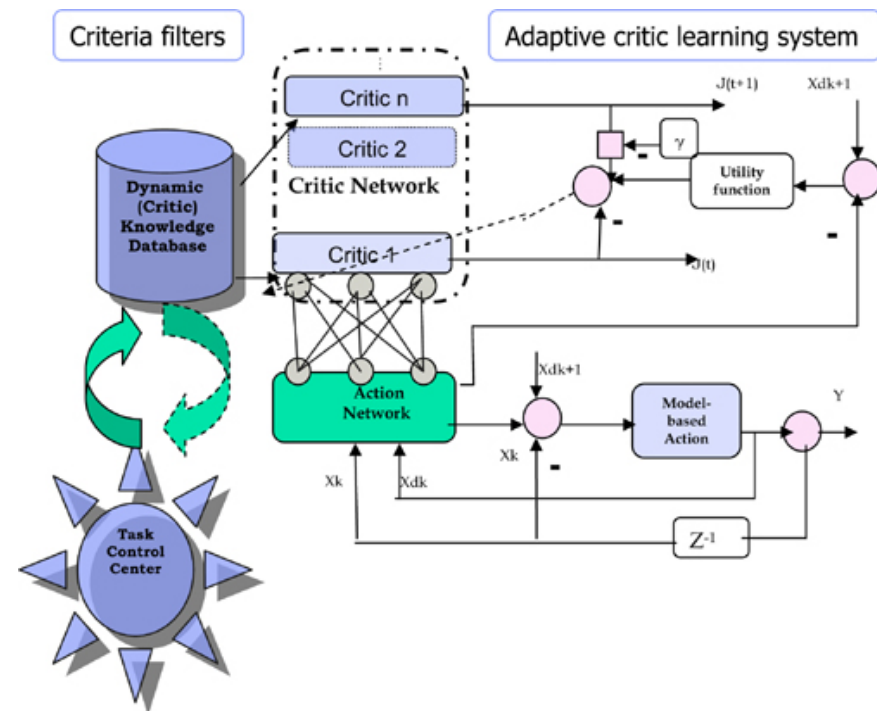 Criteria filters
Adaptive critic learning system
Critic n
J(t+1)
Xdk+1
Critic 2
γ
Critic Network
Utility
function
Dynamic
(Critic)
Knowledge
Database
-
-
-
Critic 1
J(t)
Action
Network
Xdk+1
Model-
based
Action
Y
Xk
-
Xk
Xdk
Z-1
Task
Control
Center